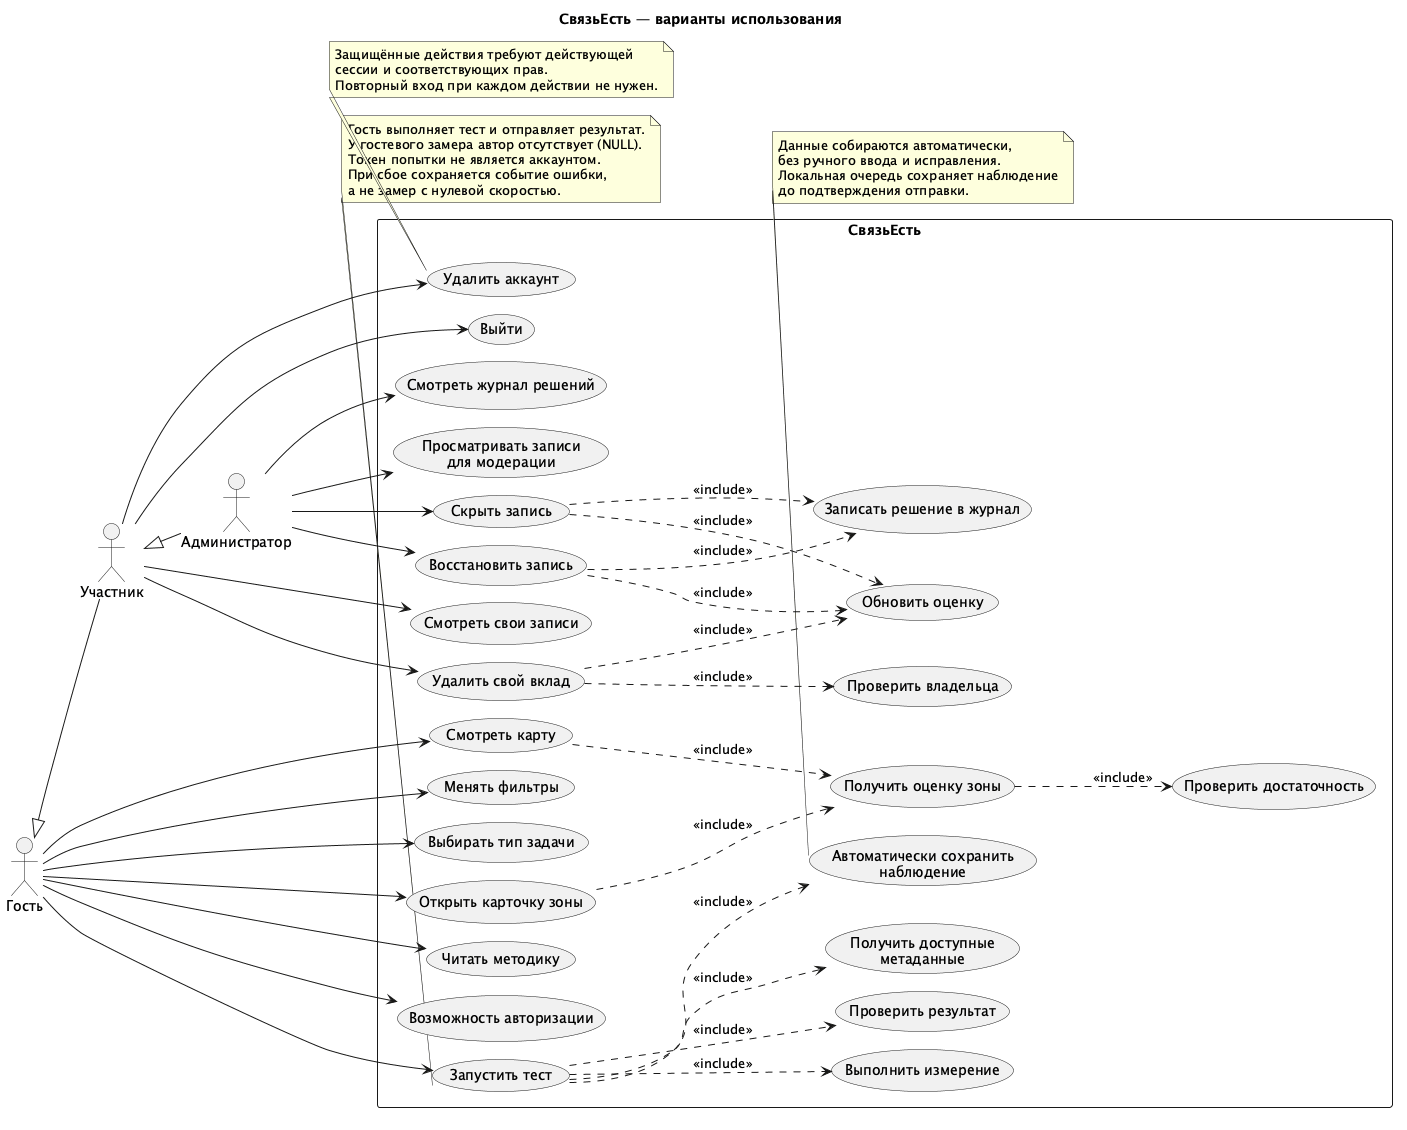 СвязьЕсть — варианты использования
Защищённые действия требуют действующей
сессии и соответствующих прав.
Повторный вход при каждом действии не нужен.
Гость выполняет тест и отправляет результат.
У гостевого замера автор отсутствует (NULL).
Токен попытки не является аккаунтом.
При сбое сохраняется событие ошибки,
а не замер с нулевой скоростью.
Данные собираются автоматически,
без ручного ввода и исправления.
Локальная очередь сохраняет наблюдение
до подтверждения отправки.
СвязьЕсть
Удалить аккаунт
Выйти
Смотреть журнал решений
Просматривать записи
для модерации
Администратор
Скрыть запись
«include»
Записать решение в журнал
«include»
Участник
Восстановить запись
«include»
«include»
Обновить оценку
Смотреть свои записи
«include»
Удалить свой вклад
«include»
Проверить владельца
Смотреть карту
«include»
Получить оценку зоны
«include»
Проверить достаточность
Менять фильтры
«include»
Выбирать тип задачи
Автоматически сохранить
наблюдение
Гость
Открыть карточку зоны
«include»
Получить доступные
метаданные
Читать методику
«include»
Возможность авторизации
«include»
Проверить результат
Запустить тест
«include»
Выполнить измерение